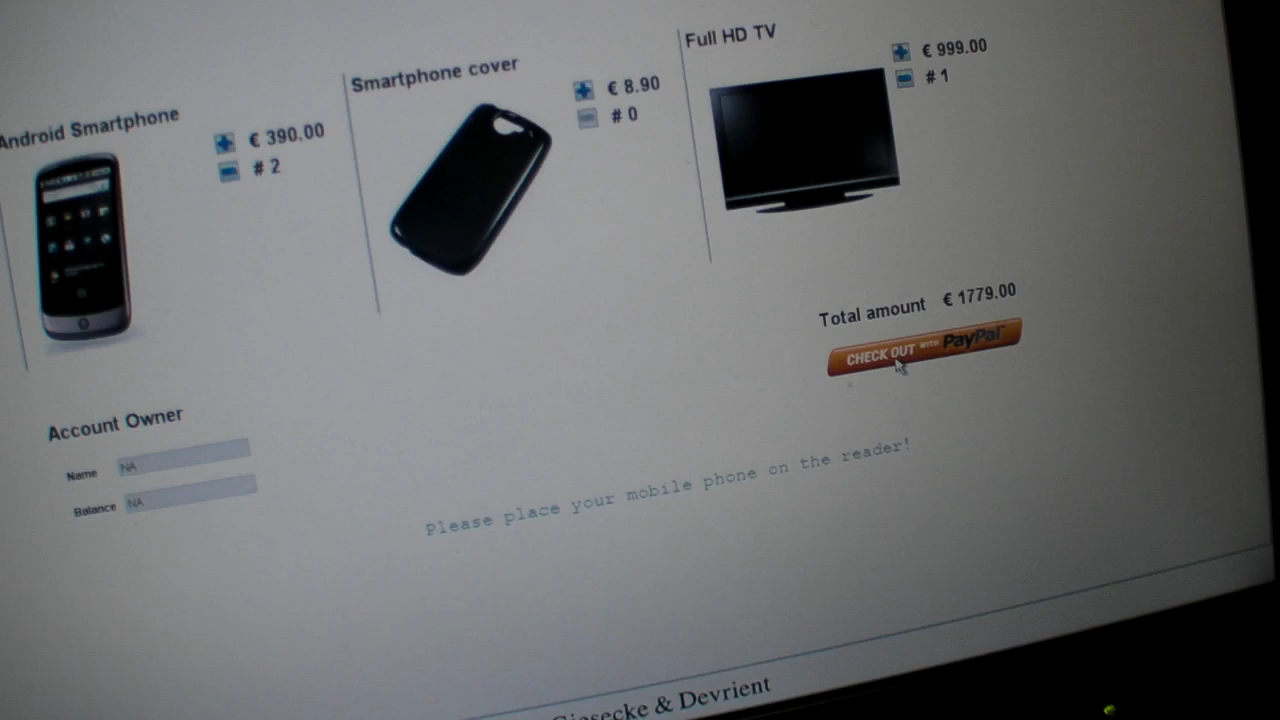 Android Smartphone
€ 390.00
# 2
Smartphone cover
€ 8.90
# 0
Full HD TV
€ 999.00
# 1
Total amount € 1779.00
CHECK OUT WITH PayPal™
Account Owner
Name NA
Balance NA
Please place your mobile phone on the reader!
Giesecke & Devrient